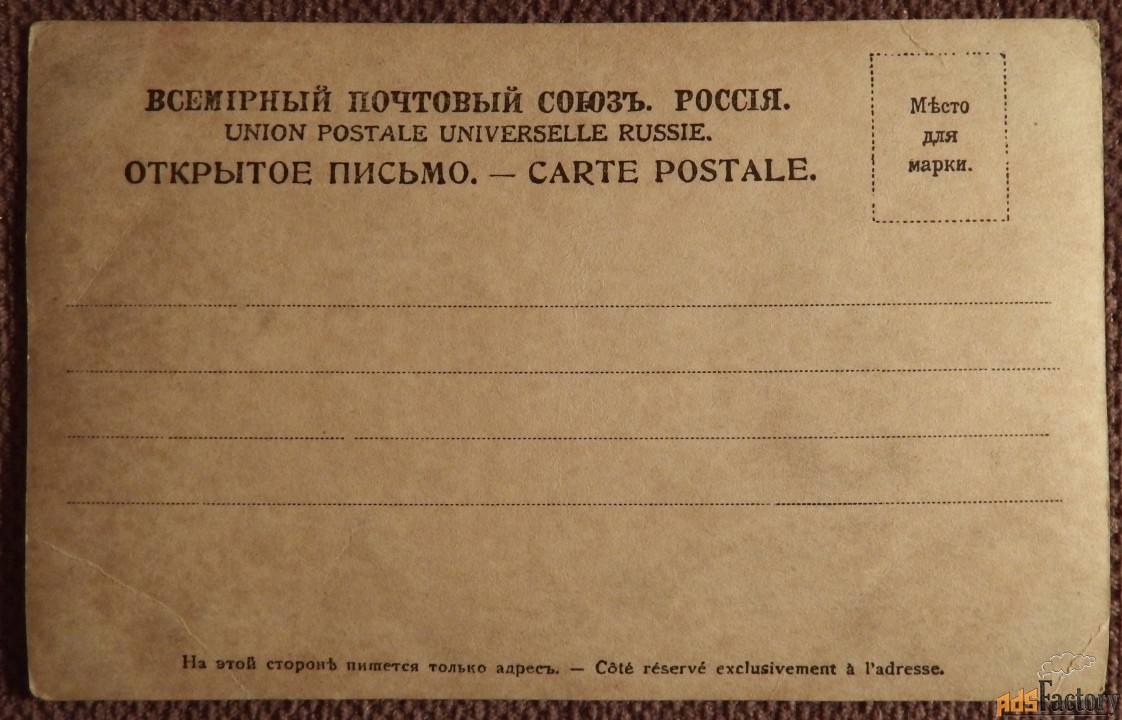 ВСЕМІРНЫЙ ПОЧТОВЫЙ СОЮЗЪ. РОССІЯ.
UNION POSTALE UNIVERSELLE RUSSIE.
ОТКРЫТОЕ ПИСЬМО. — CARTE POSTALE.
Мѣсто
для
марки.
На этой сторонѣ пишется только адресъ. — Côté réservé exclusivement à l'adresse.
AdsFactory